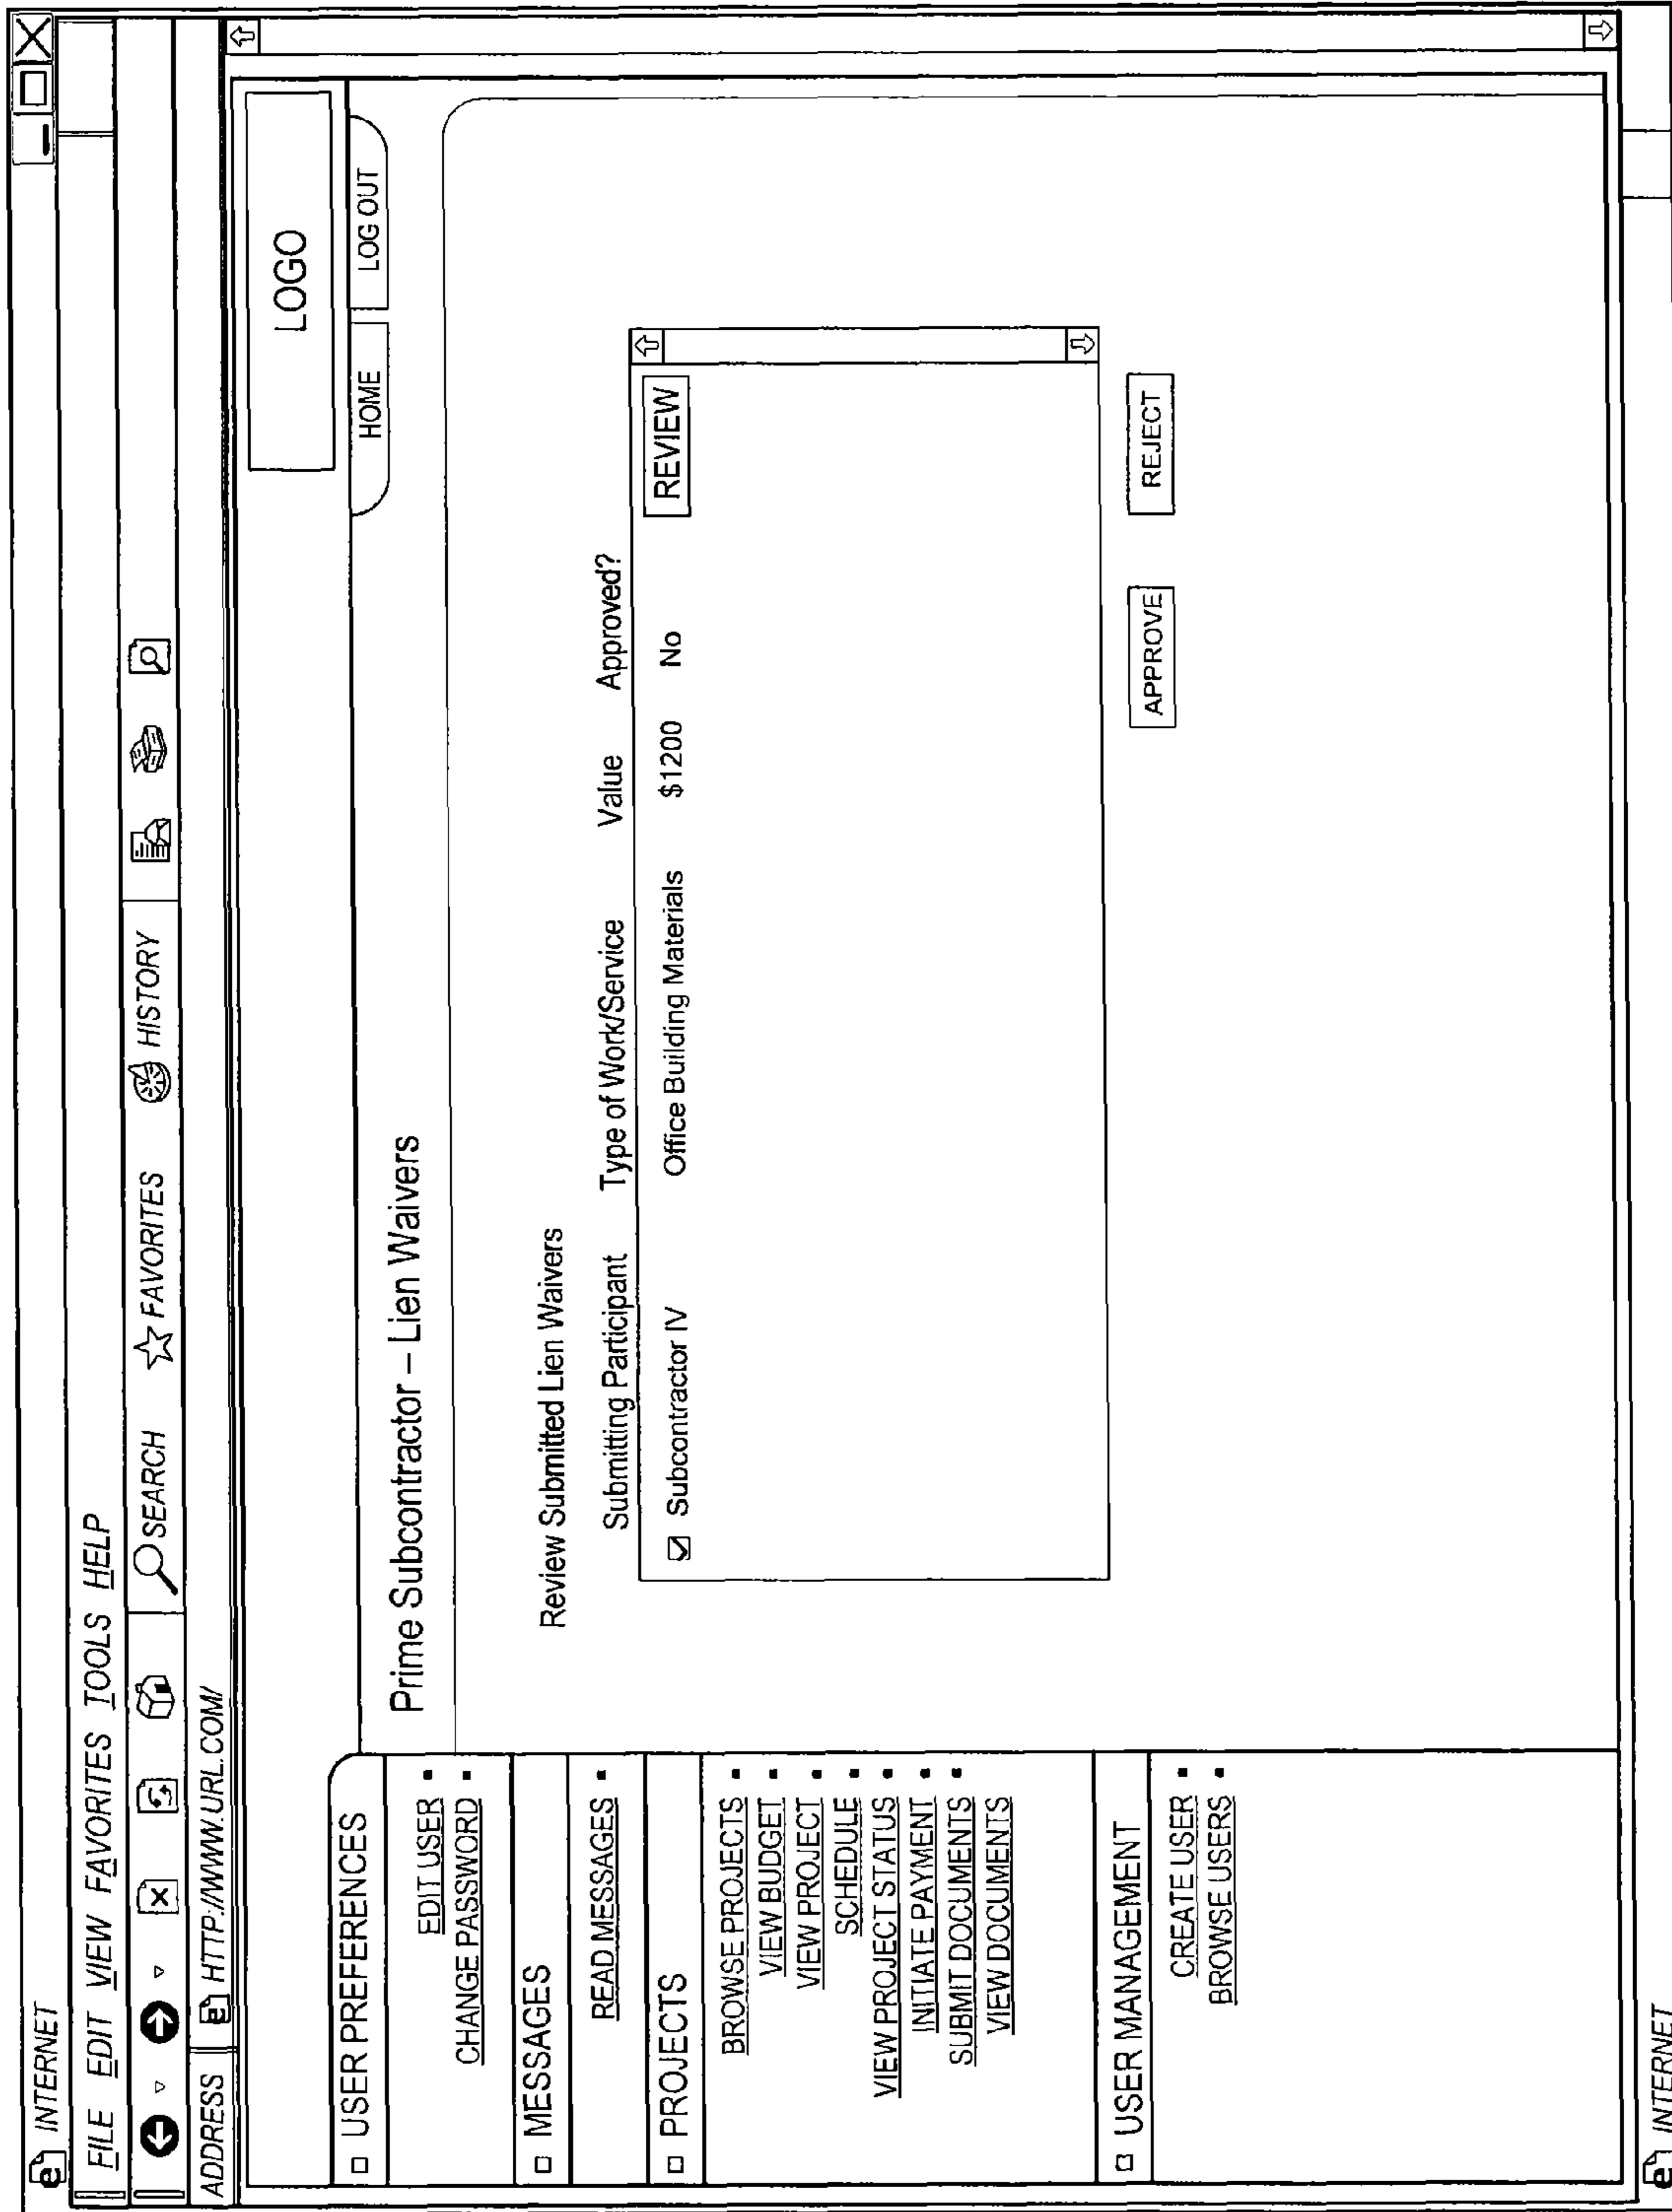 INTERNET
FILE EDIT VIEW FAVORITES TOOLS HELP
SEARCH FAVORITES HISTORY
ADDRESS HTTP://WWW.URL.COM/
LOGO
HOME LOG OUT
USER PREFERENCES
EDIT USER
CHANGE PASSWORD
MESSAGES
READ MESSAGES
PROJECTS
BROWSE PROJECTS
VIEW BUDGET
VIEW PROJECT
SCHEDULE
VIEW PROJECT STATUS
INITIATE PAYMENT
SUBMIT DOCUMENTS
VIEW DOCUMENTS
USER MANAGEMENT
CREATE USER
BROWSE USERS
Prime Subcontractor – Lien Waivers
Review Submitted Lien Waivers
Submitting Participant Type of Work/Service Value Approved?
Subcontractor IV Office Building Materials $1200 No REVIEW
APPROVE REJECT
INTERNET